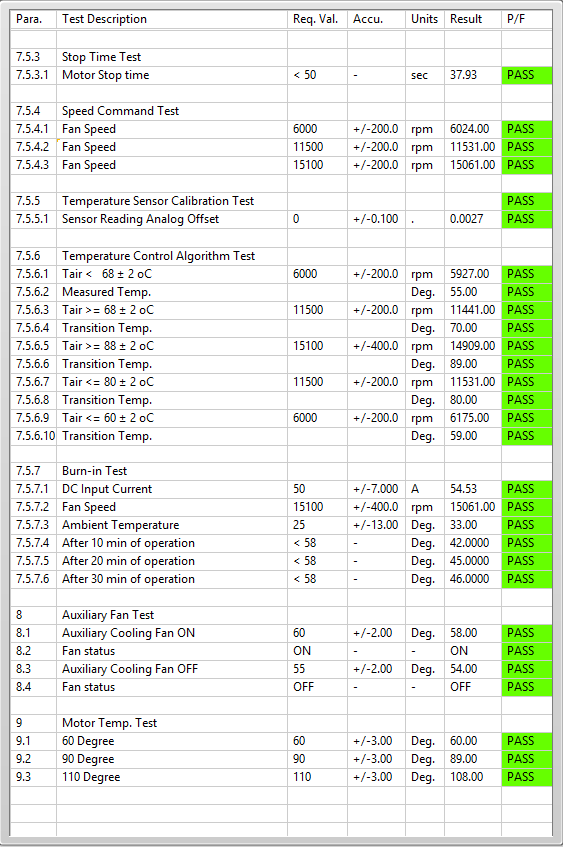 Para. Test Description Req. Val. Accu. Units Result P/F
7.5.3 Stop Time Test
7.5.3.1 Motor Stop time < 50 - sec 37.93 PASS
7.5.4 Speed Command Test
7.5.4.1 Fan Speed 6000 +/-200.0 rpm 6024.00 PASS
7.5.4.2 Fan Speed 11500 +/-200.0 rpm 11531.00 PASS
7.5.4.3 Fan Speed 15100 +/-200.0 rpm 15061.00 PASS
7.5.5 Temperature Sensor Calibration Test PASS
7.5.5.1 Sensor Reading Analog Offset 0 +/-0.100 . 0.0027 PASS
7.5.6 Temperature Control Algorithm Test
7.5.6.1 Tair < 68 ± 2 oC 6000 +/-200.0 rpm 5927.00 PASS
7.5.6.2 Measured Temp. Deg. 55.00 PASS
7.5.6.3 Tair >= 68 ± 2 oC 11500 +/-200.0 rpm 11441.00 PASS
7.5.6.4 Transition Temp. Deg. 70.00 PASS
7.5.6.5 Tair >= 88 ± 2 oC 15100 +/-400.0 rpm 14909.00 PASS
7.5.6.6 Transition Temp. Deg. 89.00 PASS
7.5.6.7 Tair <= 80 ± 2 oC 11500 +/-200.0 rpm 11531.00 PASS
7.5.6.8 Transition Temp. Deg. 80.00 PASS
7.5.6.9 Tair <= 60 ± 2 oC 6000 +/-200.0 rpm 6175.00 PASS
7.5.6.10 Transition Temp. Deg. 59.00 PASS
7.5.7 Burn-in Test
7.5.7.1 DC Input Current 50 +/-7.000 A 54.53 PASS
7.5.7.2 Fan Speed 15100 +/-400.0 rpm 15061.00 PASS
7.5.7.3 Ambient Temperature 25 +/-13.00 Deg. 33.00 PASS
7.5.7.4 After 10 min of operation < 58 - Deg. 42.0000 PASS
7.5.7.5 After 20 min of operation < 58 - Deg. 45.0000 PASS
7.5.7.6 After 30 min of operation < 58 - Deg. 46.0000 PASS
8 Auxiliary Fan Test
8.1 Auxiliary Cooling Fan ON 60 +/-2.00 Deg. 58.00 PASS
8.2 Fan status ON - - ON PASS
8.3 Auxiliary Cooling Fan OFF 55 +/-2.00 Deg. 54.00 PASS
8.4 Fan status OFF - - OFF PASS
9 Motor Temp. Test
9.1 60 Degree 60 +/-3.00 Deg. 60.00 PASS
9.2 90 Degree 90 +/-3.00 Deg. 89.00 PASS
9.3 110 Degree 110 +/-3.00 Deg. 108.00 PASS